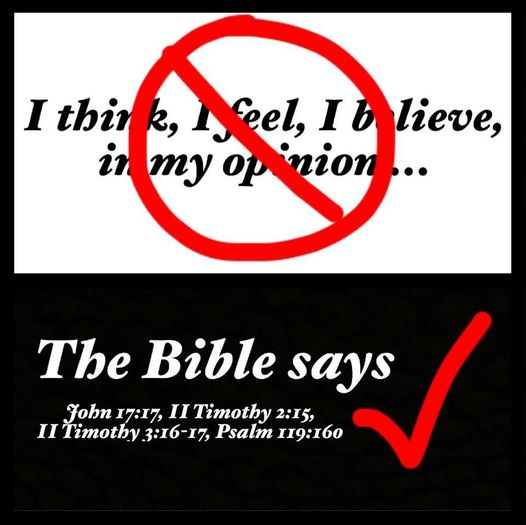 I think, I feel, I believe,
in my opinion...
The Bible says
John 17:17, II Timothy 2:15,
II Timothy 3:16-17, Psalm 119:160